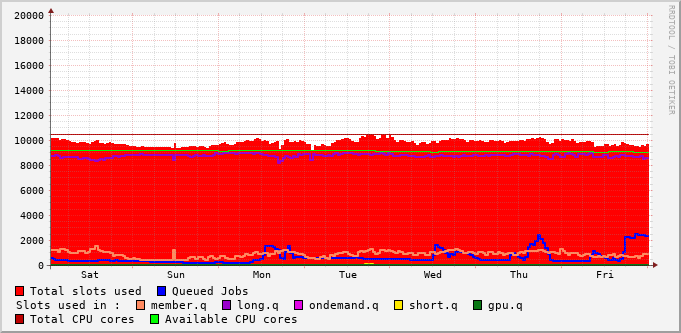 RRDTOOL / TOBI OETIKER
20000
18000
16000
14000
12000
10000
8000
6000
4000
2000
0
Sat Sun Mon Tue Wed Thu Fri
Total slots used Queued Jobs
Slots used in : member.q long.q ondemand.q short.q gpu.q
Total CPU cores Available CPU cores